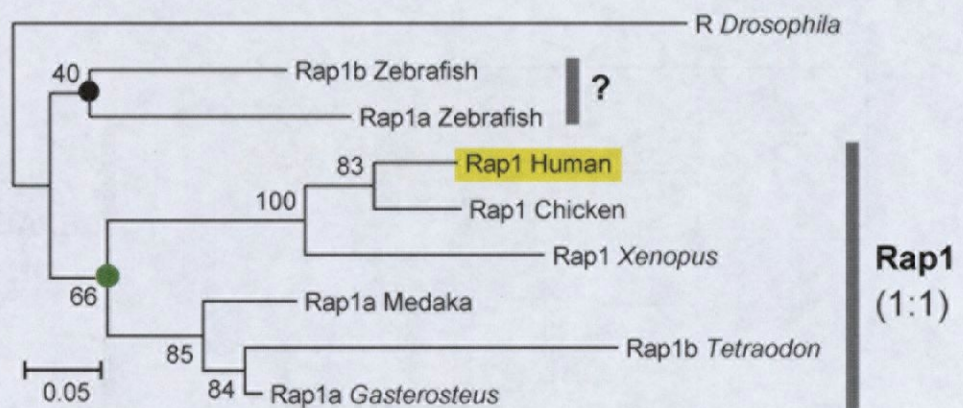 R Drosophila
40
Rap1b Zebrafish
?
Rap1a Zebrafish
83
Rap1 Human
100
Rap1 Chicken
Rap1 Xenopus
Rap1
(1:1)
66
Rap1a Medaka
85
Rap1b Tetraodon
84
Rap1a Gasterosteus
0.05